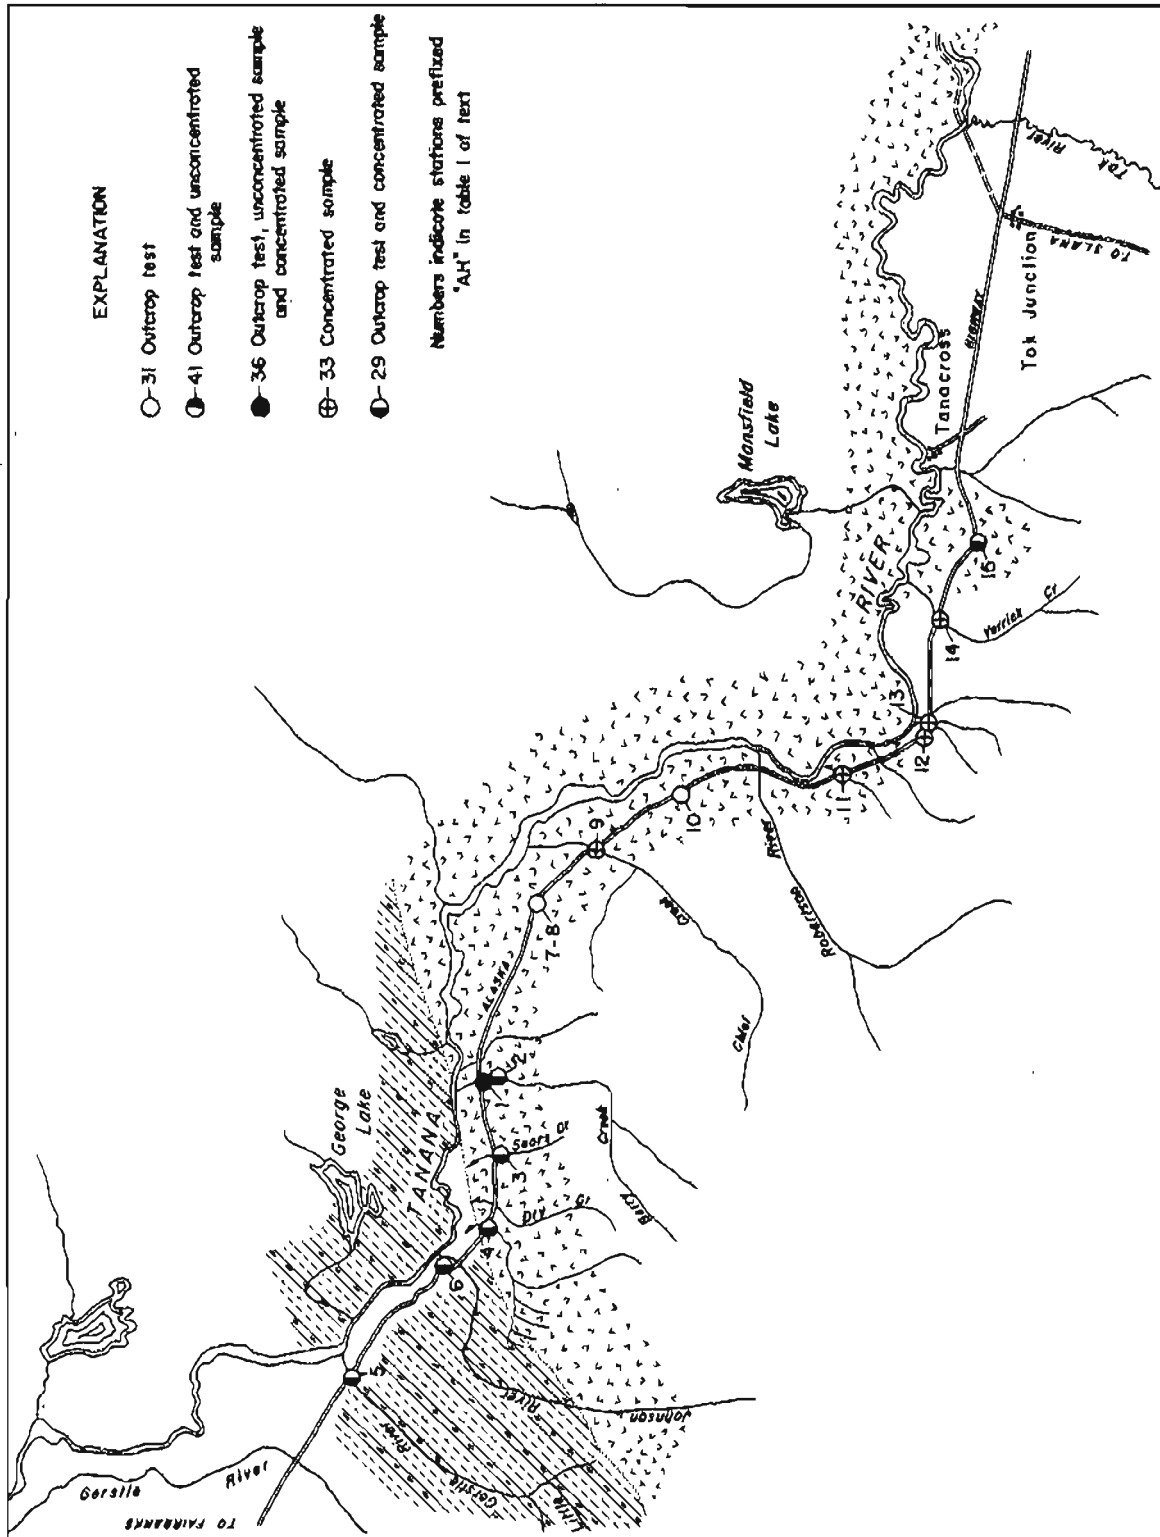 EXPLANATION
31 Outcrop test
41 Outcrop test and unconcentrated
sample
36 Outcrop test, unconcentrated sample
and concentrated sample
33 Concentrated sample
29 Outcrop test and concentrated sample
Numbers indicate stations prefixed
"AH" in table 1 of text
Gerstle
River
TO FAIRBANKS
George
Lake
TANANA
5
6
4
3
1
2
Little
Gerstle
River
Johnson
River
Dry Cr
Sears Cr
Berry
Creek
ALASKA
7-8
9
10
Chief
Creek
Robertson
River
11
12
13
14
Yerrick Cr
16
RIVER
Mansfield
Lake
Tanacross
HIGHWAY
Tok Junction
TO SLANA
Tok
River